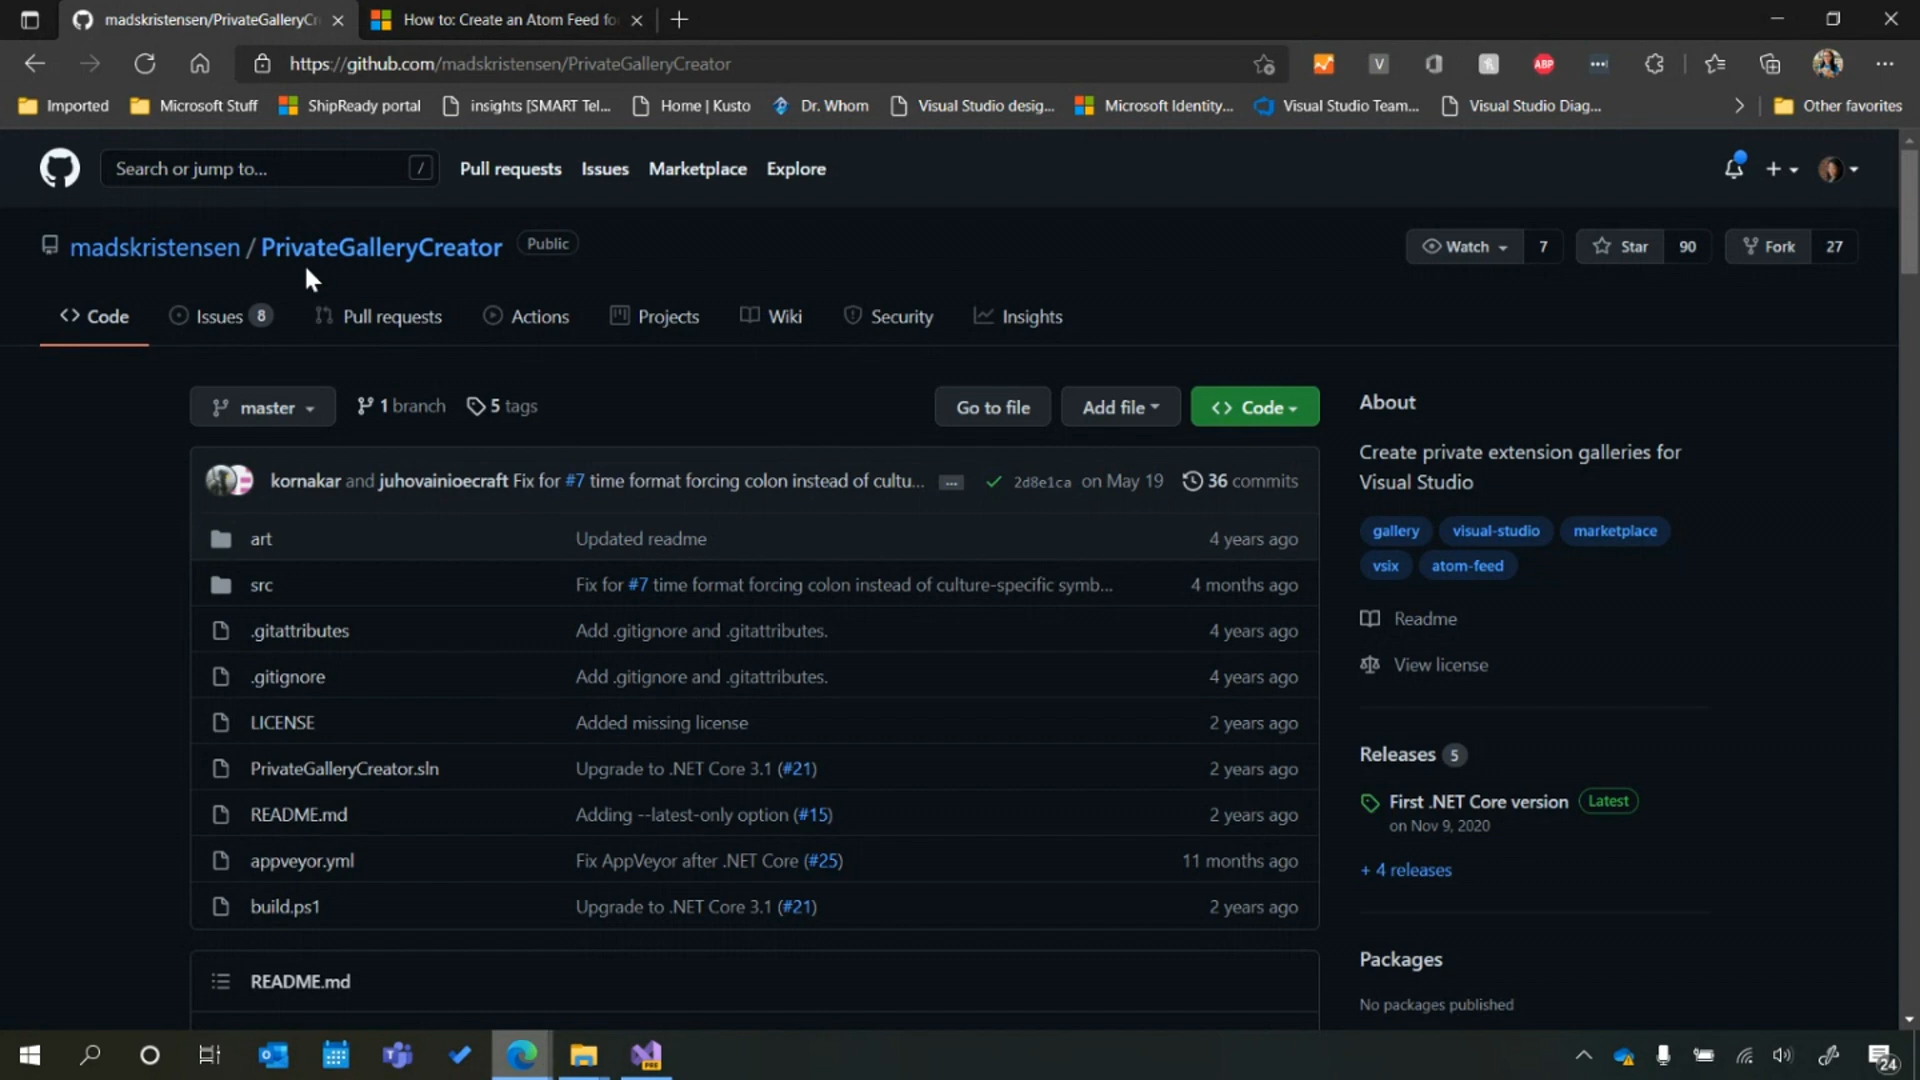 madskristensen/PrivateGalleryCr
How to: Create an Atom Feed fo
https://github.com/madskristensen/PrivateGalleryCreator
V
ABP
Imported
Microsoft Stuff
ShipReady portal
insights [SMART Tel...
Home | Kusto
Dr. Whom
Visual Studio desig...
Microsoft Identity...
Visual Studio Team...
Visual Studio Diag...
Other favorites
Search or jump to...
/
Pull requests
Issues
Marketplace
Explore
madskristensen / PrivateGalleryCreator
Public
Watch
7
Star
90
Fork
27
Code
Issues 8
Pull requests
Actions
Projects
Wiki
Security
Insights
master
1 branch
5 tags
Go to file
Add file
Code
kornakar and juhovainioecraft Fix for #7 time format forcing colon instead of cultu...
...
2d8e1ca on May 19
36 commits
art
Updated readme
4 years ago
src
Fix for #7 time format forcing colon instead of culture-specific symb...
4 months ago
.gitattributes
Add .gitignore and .gitattributes.
4 years ago
.gitignore
Add .gitignore and .gitattributes.
4 years ago
LICENSE
Added missing license
2 years ago
PrivateGalleryCreator.sln
Upgrade to .NET Core 3.1 (#21)
2 years ago
README.md
Adding --latest-only option (#15)
2 years ago
appveyor.yml
Fix AppVeyor after .NET Core (#25)
11 months ago
build.ps1
Upgrade to .NET Core 3.1 (#21)
2 years ago
README.md
About
Create private extension galleries for
Visual Studio
gallery
visual-studio
marketplace
vsix
atom-feed
Readme
View license
Releases 5
First .NET Core version
Latest
on Nov 9, 2020
+ 4 releases
Packages
No packages published
PRE
24